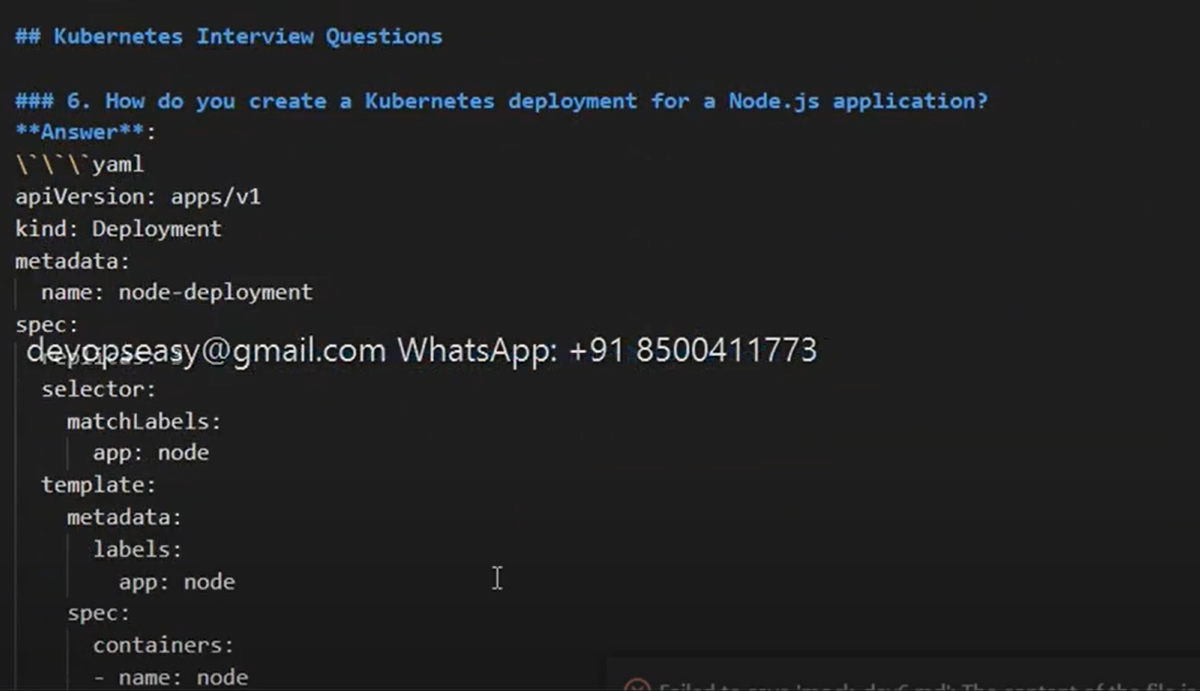 ## Kubernetes Interview Questions
### 6. How do you create a Kubernetes deployment for a Node.js application?
**Answer**:
\`\`\`yaml
apiVersion: apps/v1
kind: Deployment
metadata:
name: node-deployment
spec:
devopseasy@gmail.com WhatsApp: +91 8500411773
replicas: 3
selector:
matchLabels:
app: node
template:
metadata:
labels:
app: node
spec:
containers:
- name: node